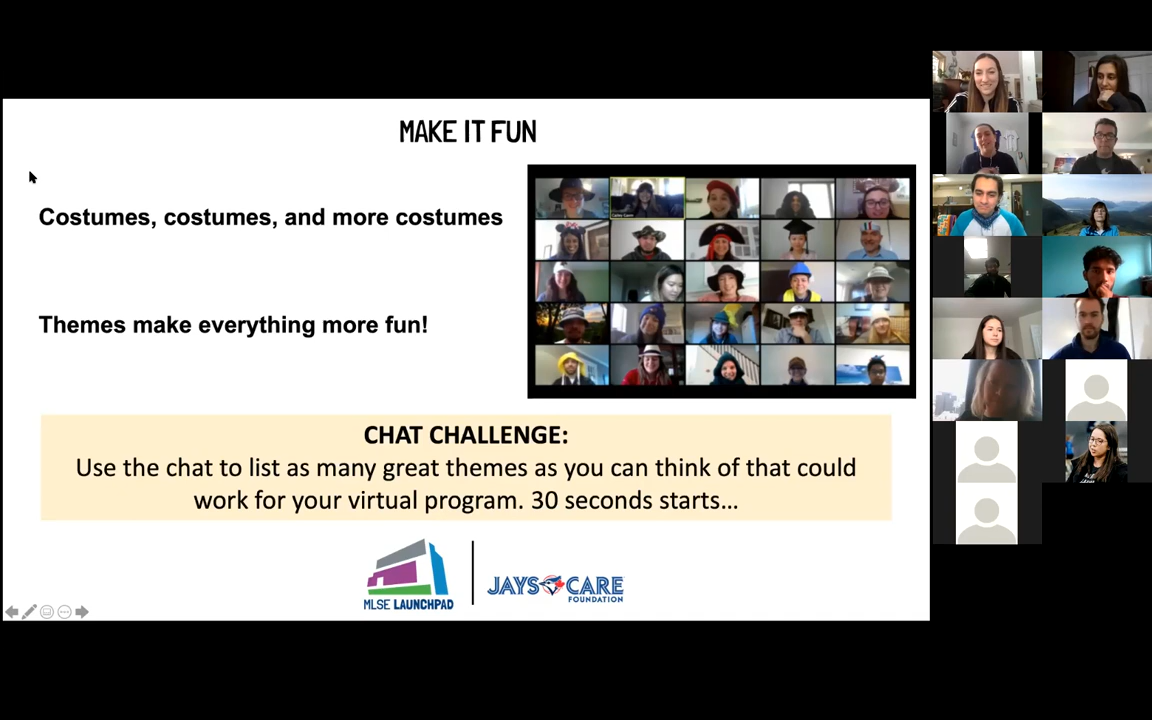 MAKE IT FUN
Costumes, costumes, and more costumes
Themes make everything more fun!
CHAT CHALLENGE:
Use the chat to list as many great themes as you can think of that could
work for your virtual program. 30 seconds starts...
MLSE LAUNCHPAD
JAYS CARE
FOUNDATION